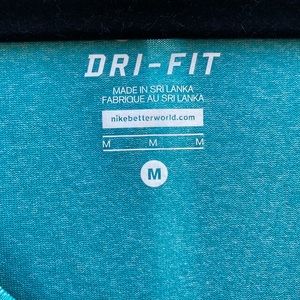 DRI-FIT
MADE IN SRI LANKA
FABRIQUE AU SRI LANKA
nikebetterworld.com
M M M
M